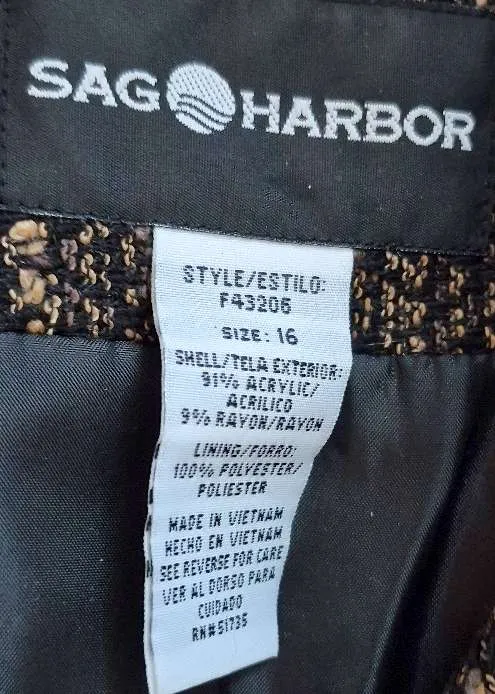 SAG HARBOR
STYLE/ESTILO:
F43206
SIZE: 16
SHELL/TELA EXTERIOR:
91% ACRYLIC/
ACRILICO
9% RAYON/RAYON
LINING/FORRO:
100% POLYESTER/
POLIESTER
MADE IN VIETNAM
HECHO EN VIETNAM
SEE REVERSE FOR CARE
VER AL DORSO PARA
CUIDADO
RN#51735